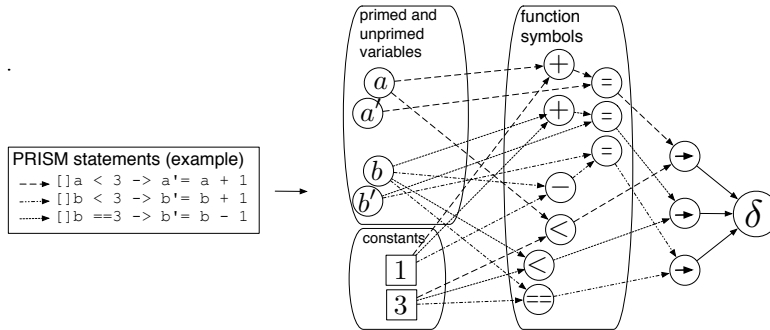 primed and
unprimed
variables
function
symbols
a
a'
b
b'
+
=
+
=
=
−
<
<
==
→
→
→
δ
PRISM statements (example)
[]a < 3 -> a'= a + 1
[]b < 3 -> b'= b + 1
[]b ==3 -> b'= b - 1
constants
1
3